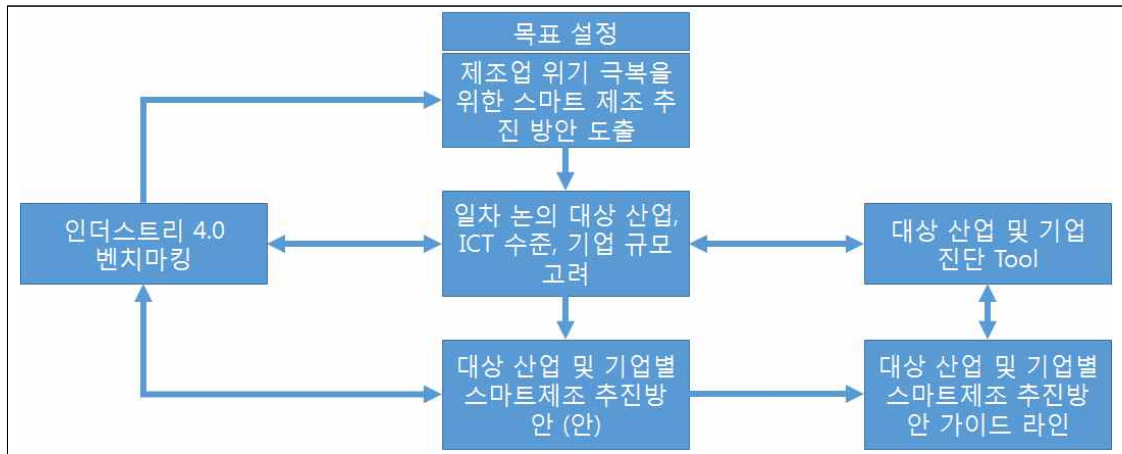 목표 설정
제조업 위기 극복을
위한 스마트 제조 추
진 방안 도출
인더스트리 4.0
벤치마킹
일차 논의 대상 산업,
ICT 수준, 기업 규모
고려
대상 산업 및 기업
진단 Tool
대상 산업 및 기업별
스마트제조 추진방
안 (안)
대상 산업 및 기업별
스마트제조 추진방
안 가이드 라인